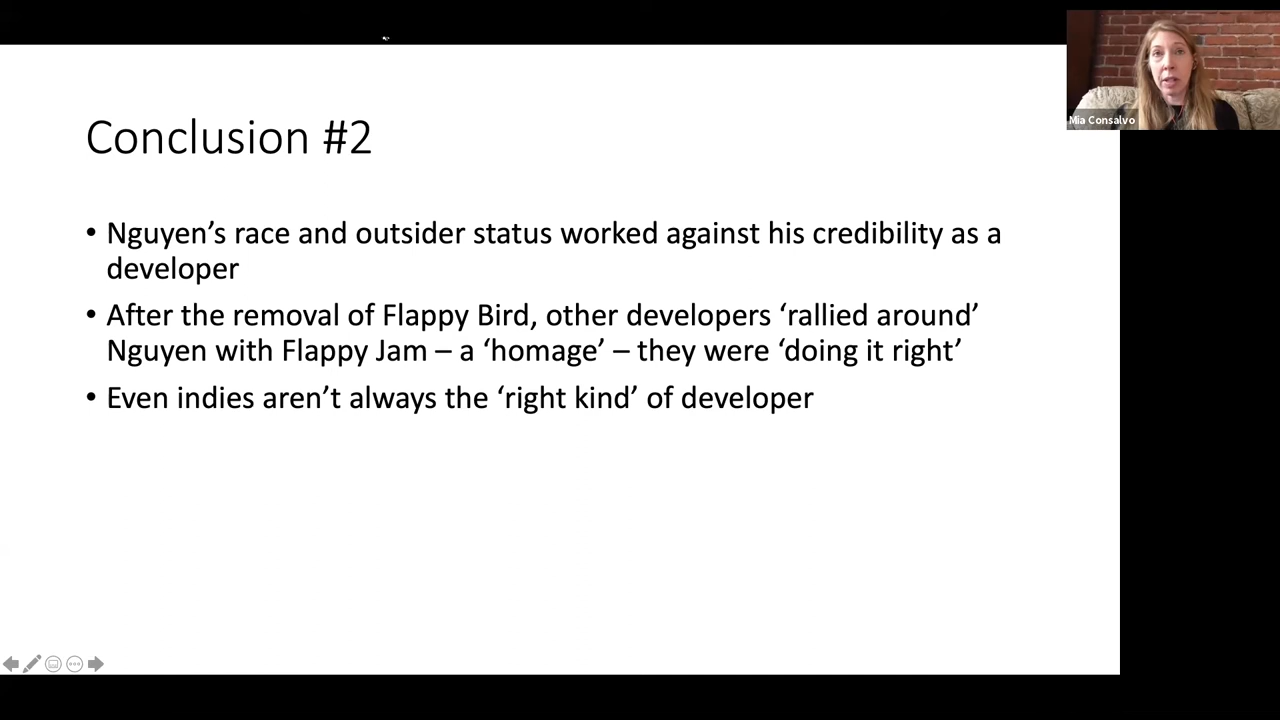 Conclusion #2
• Nguyen’s race and outsider status worked against his credibility as a
developer
• After the removal of Flappy Bird, other developers ‘rallied around’
Nguyen with Flappy Jam – a ‘homage’ – they were ‘doing it right’
• Even indies aren’t always the ‘right kind’ of developer
Mia Consalvo